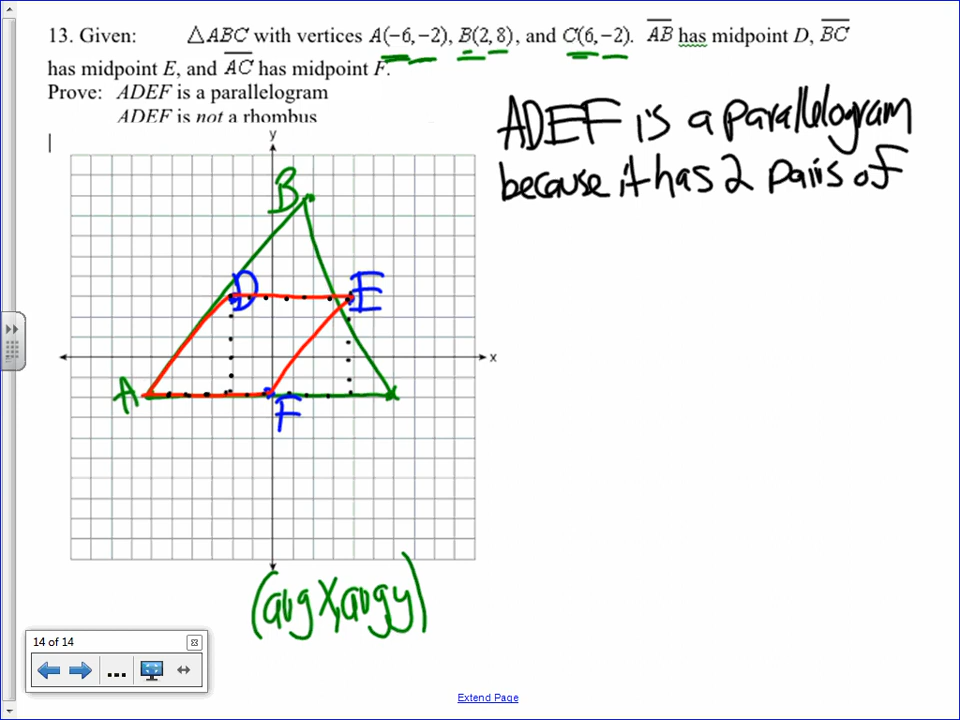 13. Given: △ABC with vertices A(−6,−2), B(2,8), and C(6,−2). AB has midpoint D, BC
has midpoint E, and AC has midpoint F.
Prove: ADEF is a parallelogram
ADEF is not a rhombus
ADEF is a parallelogram
because it has 2 pairs of
y
B
D
E
x
A
F
(avg x, avg y)
14 of 14
...
Extend Page